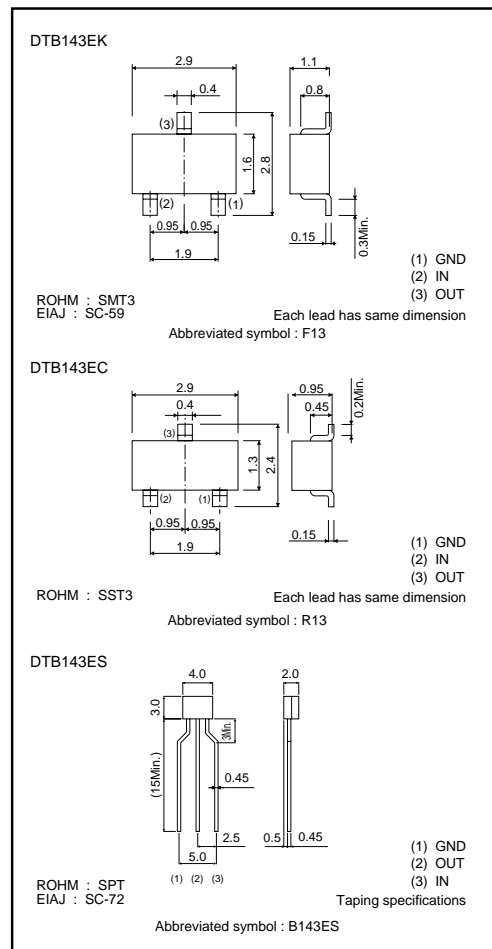 DTB143EK
2.9
1.1
0.4
0.8
(3)
1.6
2.8
(2)
(1)
0.95
0.95
0.15
0.3Min.
1.9
(1) GND
(2) IN
(3) OUT
ROHM : SMT3
EIAJ : SC-59
Each lead has same dimension
Abbreviated symbol : F13
DTB143EC
2.9
0.95
0.4
0.45
0.2Min.
(3)
1.3
2.4
(2)
(1)
0.95
0.95
0.15
1.9
(1) GND
(2) IN
(3) OUT
ROHM : SST3
Each lead has same dimension
Abbreviated symbol : R13
DTB143ES
4.0
2.0
3.0
3Min.
(15Min.)
0.45
2.5
0.5
0.45
5.0
(1) (2) (3)
(1) GND
(2) OUT
(3) IN
ROHM : SPT
EIAJ : SC-72
Taping specifications
Abbreviated symbol : B143ES